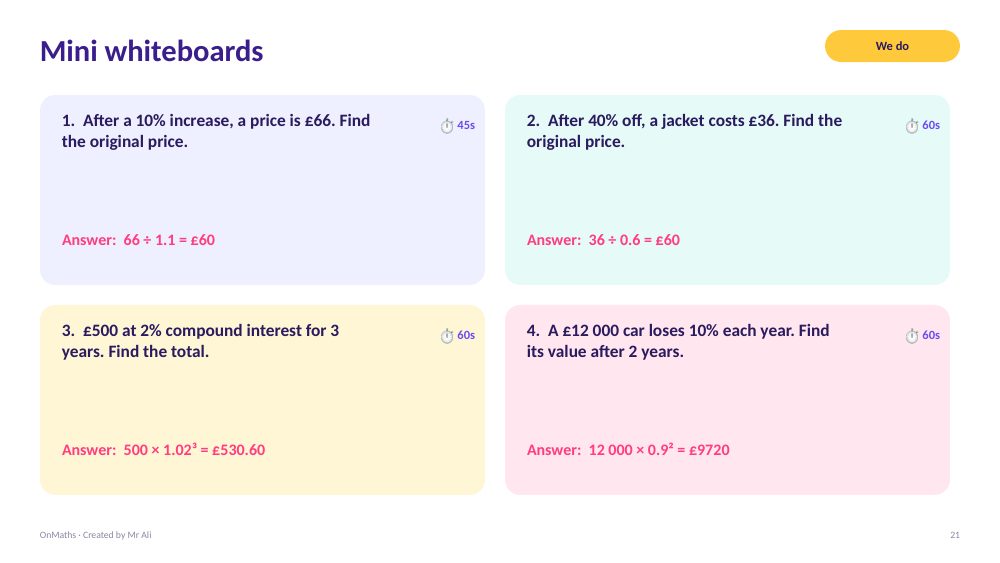 Mini whiteboards
We do
1. After a 10% increase, a price is £66. Find
the original price.
⏱ 45s
Answer: 66 ÷ 1.1 = £60
2. After 40% off, a jacket costs £36. Find the
original price.
⏱ 60s
Answer: 36 ÷ 0.6 = £60
3. £500 at 2% compound interest for 3
years. Find the total.
⏱ 60s
Answer: 500 × 1.02³ = £530.60
4. A £12 000 car loses 10% each year. Find
its value after 2 years.
⏱ 60s
Answer: 12 000 × 0.9² = £9720
OnMaths · Created by Mr Ali
21